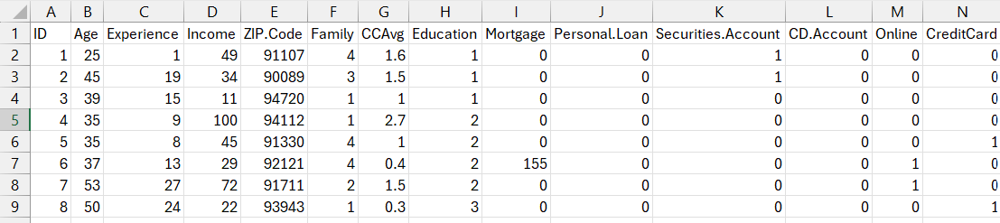 A B C D E F G H I J K L M N
1 ID Age Experience Income ZIP.Code Family CCAvg Education Mortgage Personal.Loan Securities.Account CD.Account Online CreditCard
2 1 25 1 49 91107 4 1.6 1 0 0 1 0 0 0
3 2 45 19 34 90089 3 1.5 1 0 0 1 0 0 0
4 3 39 15 11 94720 1 1 1 0 0 0 0 0 0
5 4 35 9 100 94112 1 2.7 2 0 0 0 0 0 0
6 5 35 8 45 91330 4 1 2 0 0 0 0 0 1
7 6 37 13 29 92121 4 0.4 2 155 0 0 0 1 0
8 7 53 27 72 91711 2 1.5 2 0 0 0 0 1 0
9 8 50 24 22 93943 1 0.3 3 0 0 0 0 0 1